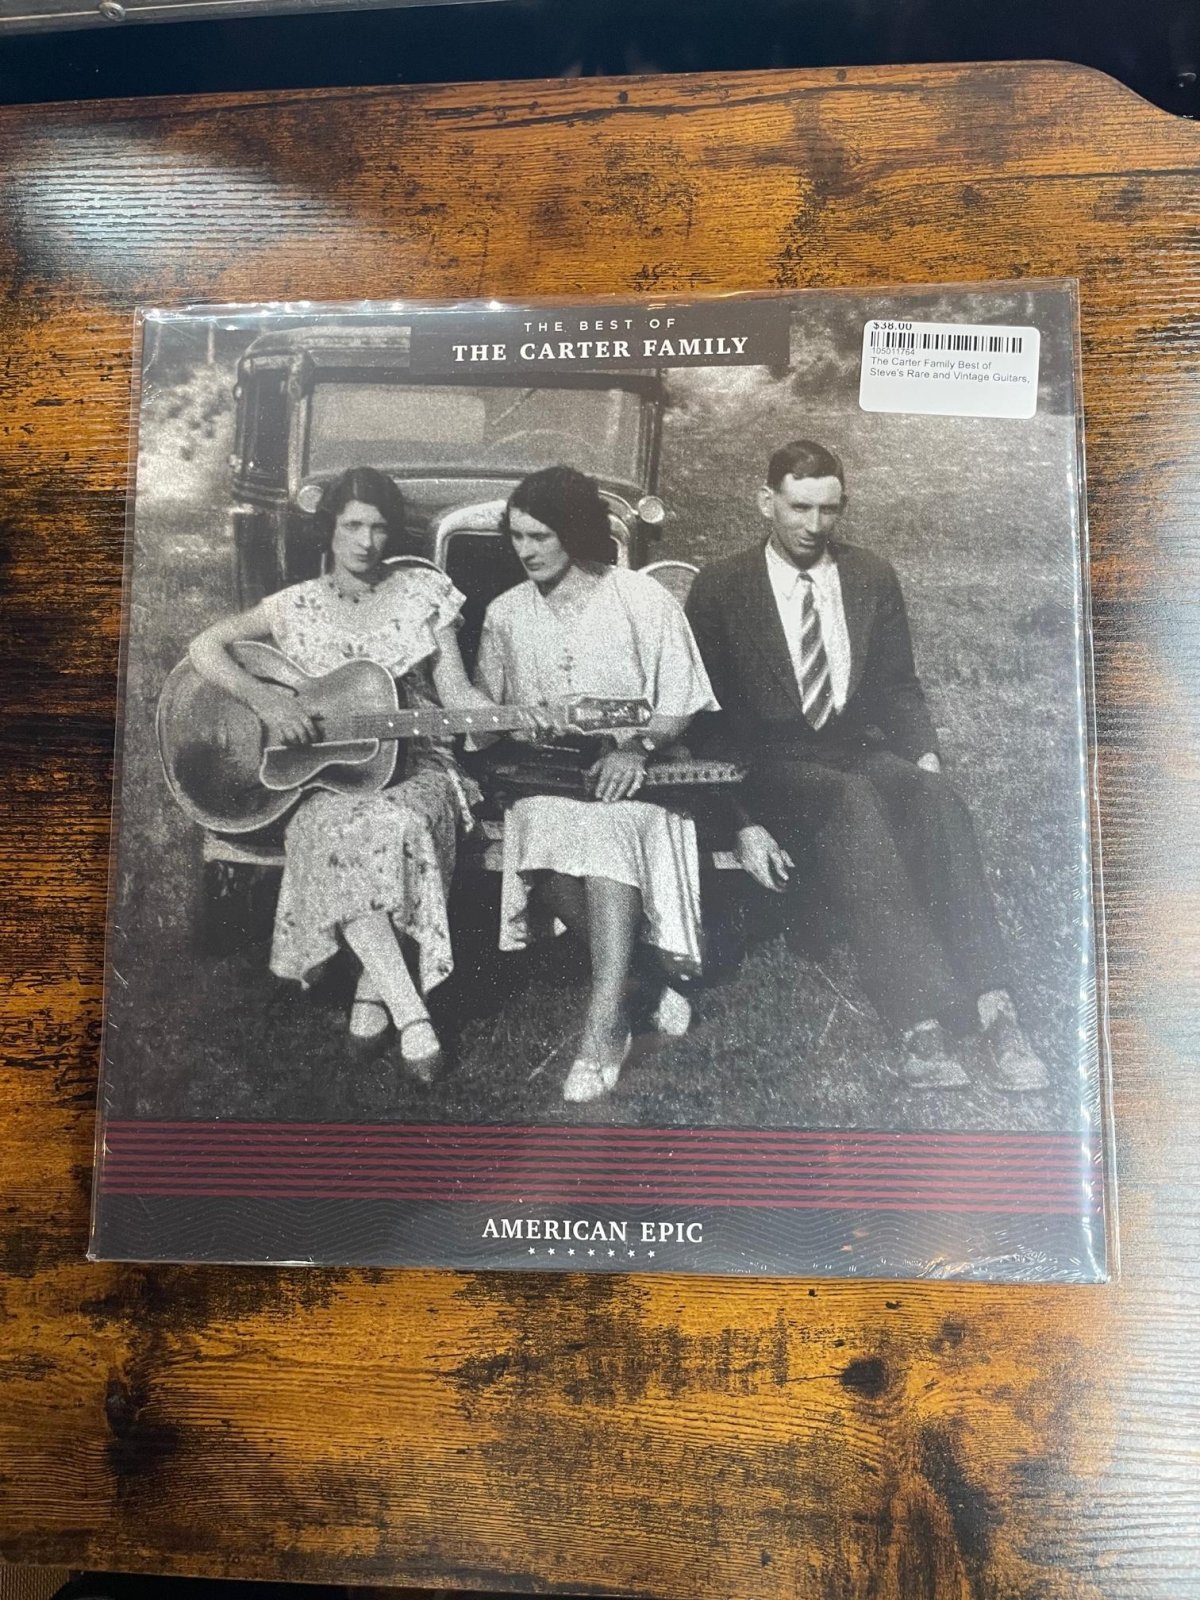 THE BEST OF
THE CARTER FAMILY
$38.00
105011764
The Carter Family Best of
Steve's Rare and Vintage Guitars,
AMERICAN EPIC